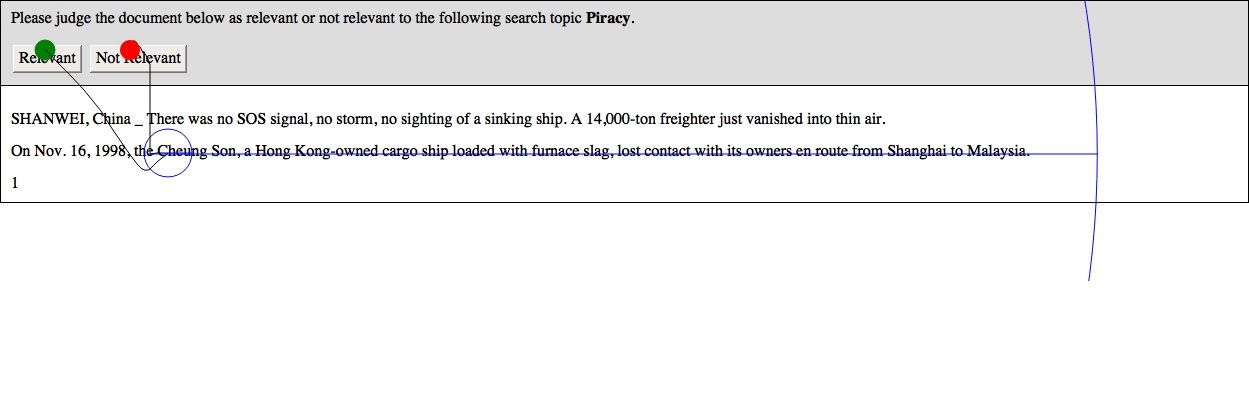 Please judge the document below as relevant or not relevant to the following search topic Piracy.
Relevant Not Relevant
SHANWEI, China _ There was no SOS signal, no storm, no sighting of a sinking ship. A 14,000-ton freighter just vanished into thin air.
On Nov. 16, 1998, the Cheung Son, a Hong Kong-owned cargo ship loaded with furnace slag, lost contact with its owners en route from Shanghai to Malaysia.
1